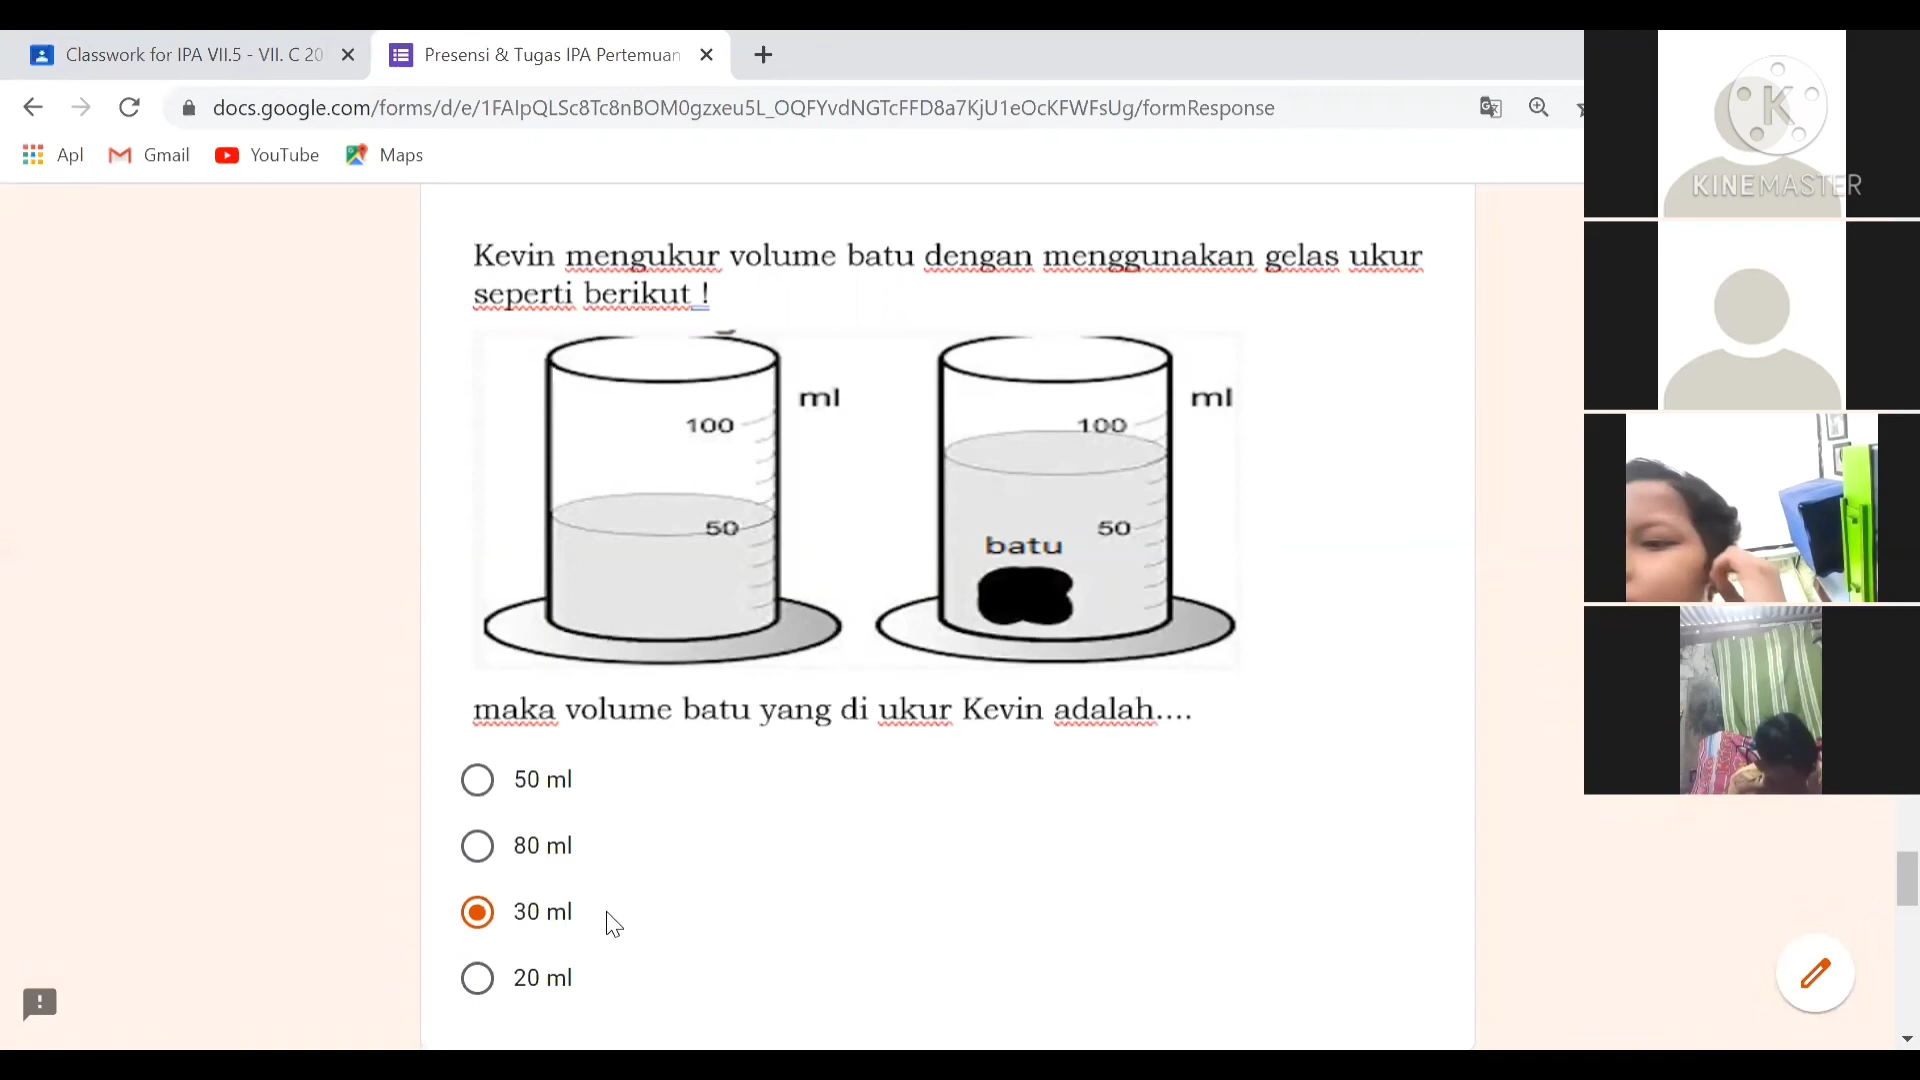 Classwork for IPA VII.5 - VII. C 20
Presensi & Tugas IPA Pertemuan
docs.google.com/forms/d/e/1FAIpQLSc8Tc8nBOM0gzxeu5L_OQFYvdNGTcFFD8a7KjU1eOcKFWFsUg/formResponse
Apl
Gmail
YouTube
Maps
K
KINEMASTER
Kevin mengukur volume batu dengan menggunakan gelas ukur
seperti berikut !
ml
100
50
ml
100
50
batu
maka volume batu yang di ukur Kevin adalah....
50 ml
80 ml
30 ml
20 ml